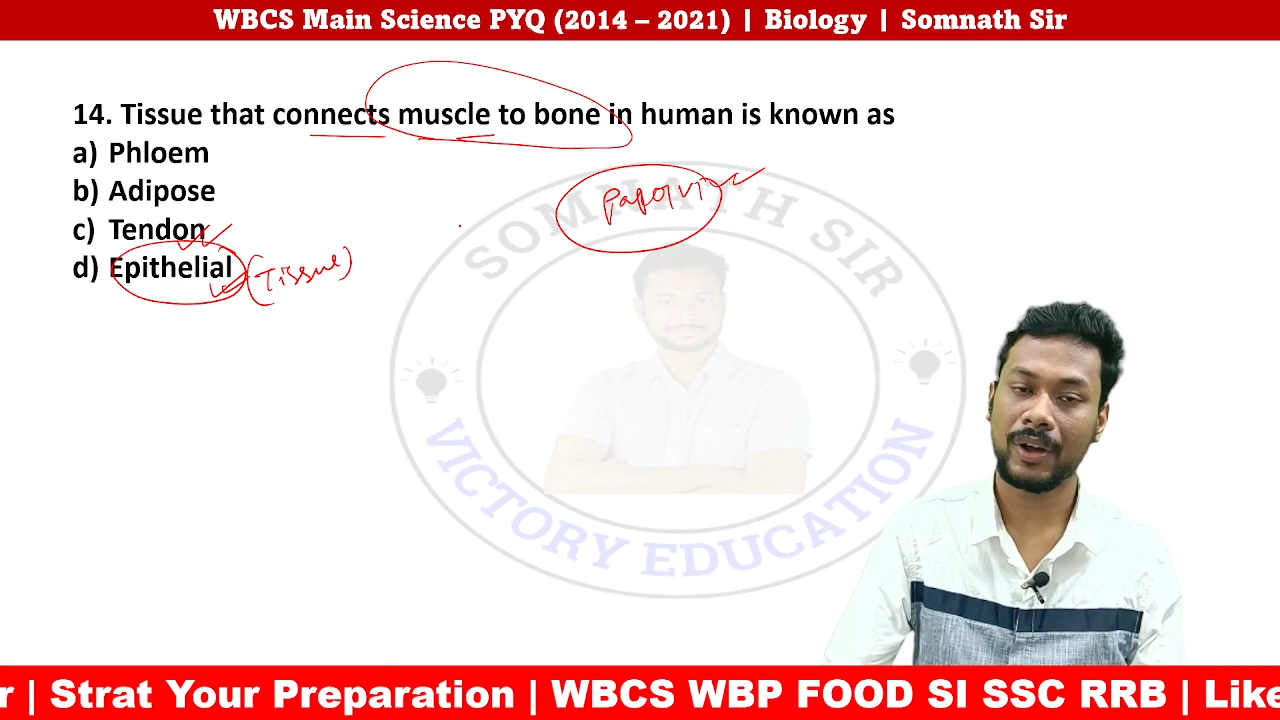 WBCS Main Science PYQ (2014 – 2021) | Biology | Somnath Sir
14. Tissue that connects muscle to bone in human is known as
a) Phloem
b) Adipose
c) Tendon
d) Epithelial (Tissue)
SOMNATH SIR
VICTORY EDUCATION
r | Strat Your Preparation | WBCS WBP FOOD SI SSC RRB | Like